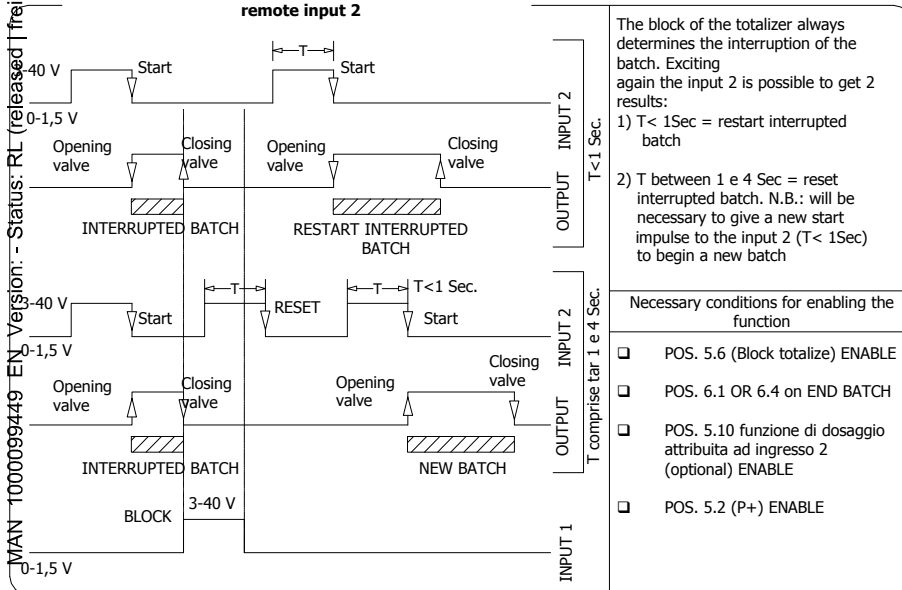 remote input 2
MAN 1000099449 EN Version: - Status: RL (released | frei
3-40 V
0-1,5 V
Start
T
Start
INPUT 2
Opening
valve
Closing
valve
Opening
valve
Closing
valve
OUTPUT
T<1 Sec.
INTERRUPTED BATCH
RESTART INTERRUPTED
BATCH
3-40 V
0-1,5 V
Start
T
RESET
T
T<1 Sec.
Start
INPUT 2
Opening
valve
Closing
valve
Opening
valve
Closing
valve
OUTPUT
T comprise tar 1 e 4 Sec.
INTERRUPTED BATCH
NEW BATCH
BLOCK
3-40 V
0-1,5 V
INPUT 1
The block of the totalizer always
determines the interruption of the
batch. Exciting
again the input 2 is possible to get 2
results:
1) T< 1Sec = restart interrupted
batch
2) T between 1 e 4 Sec = reset
interrupted batch. N.B.: will be
necessary to give a new start
impulse to the input 2 (T< 1Sec)
to begin a new batch
Necessary conditions for enabling the
function
❑ POS. 5.6 (Block totalize) ENABLE
❑ POS. 6.1 OR 6.4 on END BATCH
❑ POS. 5.10 funzione di dosaggio
attribuita ad ingresso 2
(optional) ENABLE
❑ POS. 5.2 (P+) ENABLE